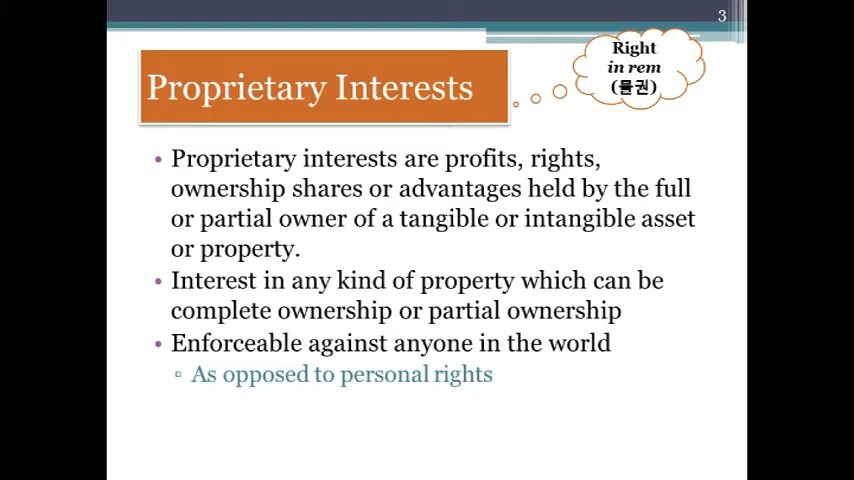 3
Right
in rem
(물권)
Proprietary Interests
• Proprietary interests are profits, rights,
ownership shares or advantages held by the full
or partial owner of a tangible or intangible asset
or property.
• Interest in any kind of property which can be
complete ownership or partial ownership
• Enforceable against anyone in the world
▫ As opposed to personal rights